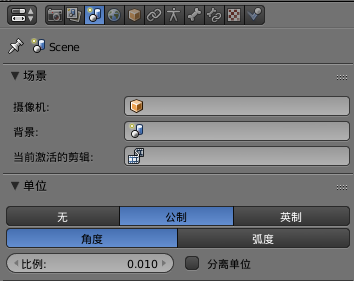 Scene
场景
摄像机:
背景:
当前激活的剪辑:
单位
无 公制 英制
角度 弧度
比例: 0.010 分离单位